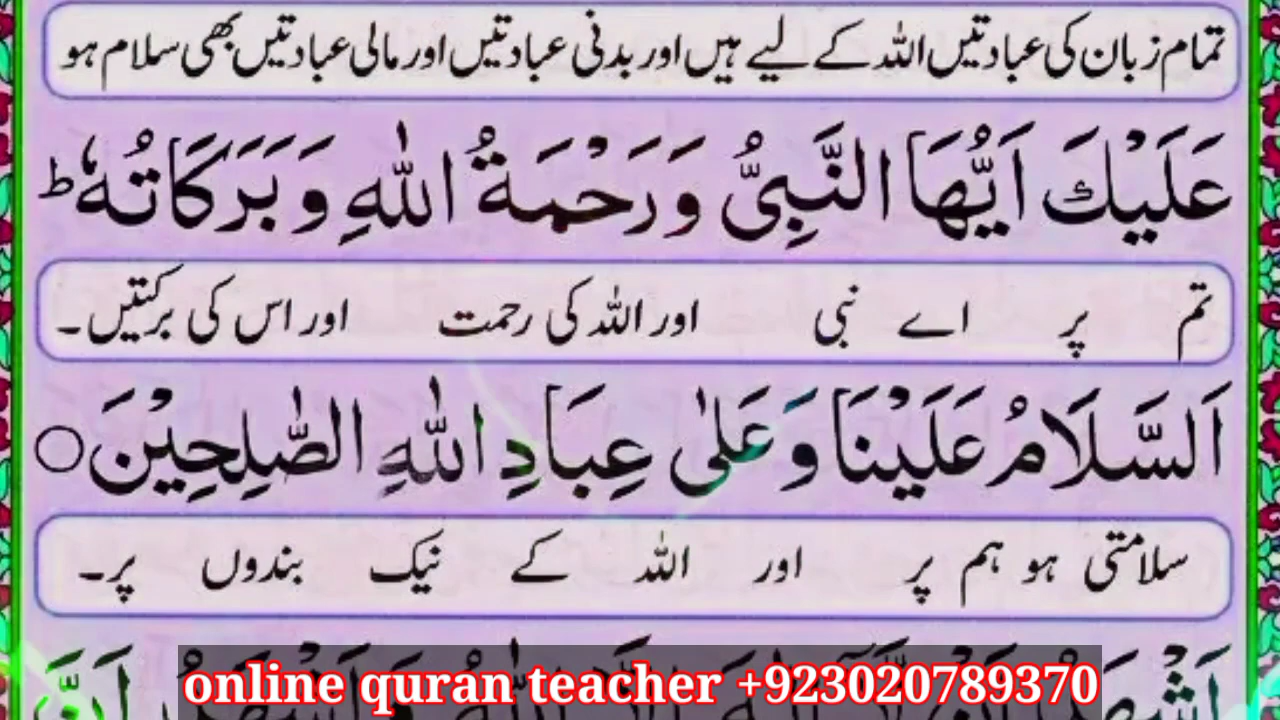 تمام زبان کی عبادتیں اللہ کے لیے ہیں اور بدنی عبادتیں اور مالی عبادتیں بھی سلام ہو
عَلَيْكَ اَيُّهَا النَّبِيُّ وَرَحْمَةُ اللّٰهِ وَبَرَكَاتُهٗ ؕ
تم پر اے نبی اور اللہ کی رحمت اور اس کی برکتیں۔
اَلسَّلَامُ عَلَيْنَا وَعَلٰى عِبَادِ اللّٰهِ الصّٰلِحِيْنَ ○
سلامتی ہو ہم پر اور اللہ کے نیک بندوں پر۔
online quran teacher +923020789370